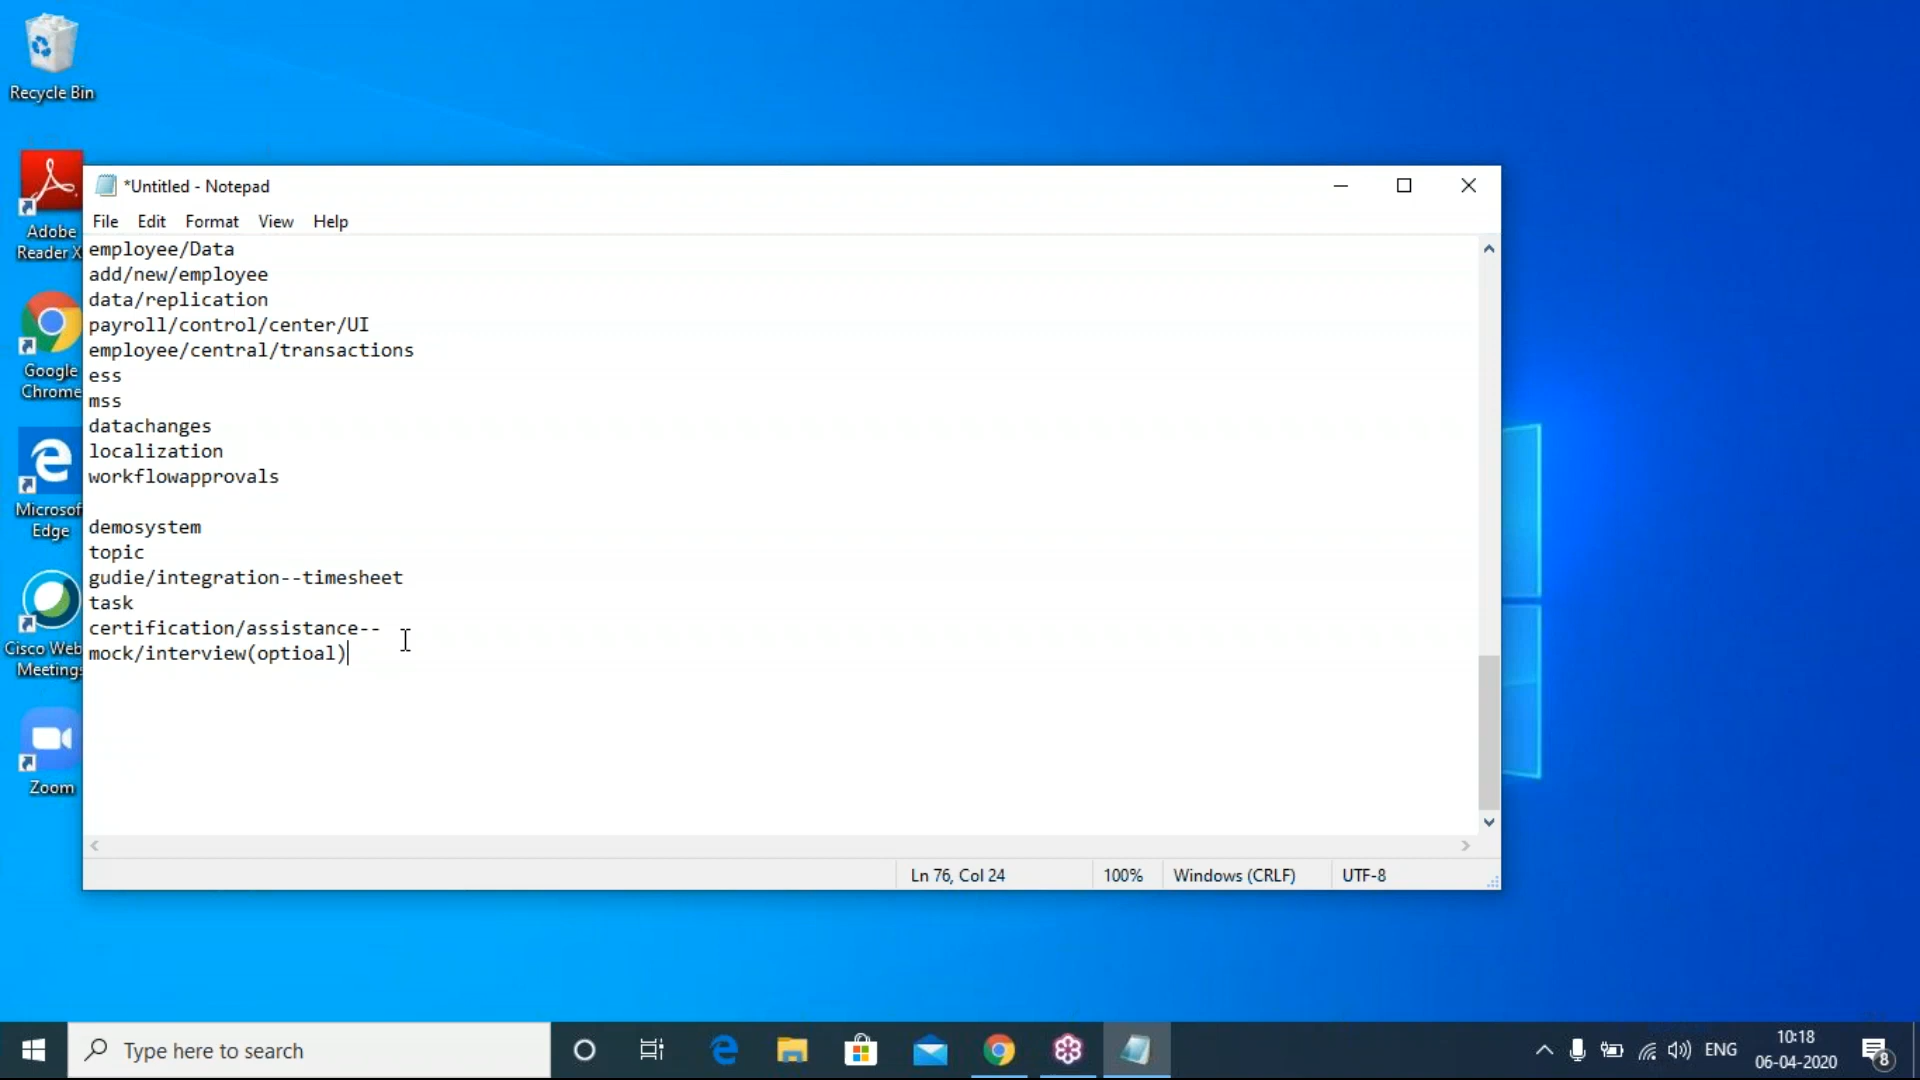 Recycle Bin
Adobe
Reader X
Google
Chrome
Microsof
Edge
Cisco Web
Meetings
Zoom
*Untitled - Notepad
File Edit Format View Help
employee/Data
add/new/employee
data/replication
payroll/control/center/UI
employee/central/transactions
ess
mss
datachanges
localization
workflowapprovals
demosystem
topic
gudie/integration--timesheet
task
certification/assistance--
mock/interview(optioal)
Ln 76, Col 24 100% Windows (CRLF) UTF-8
Type here to search
ENG
10:18
06-04-2020
8